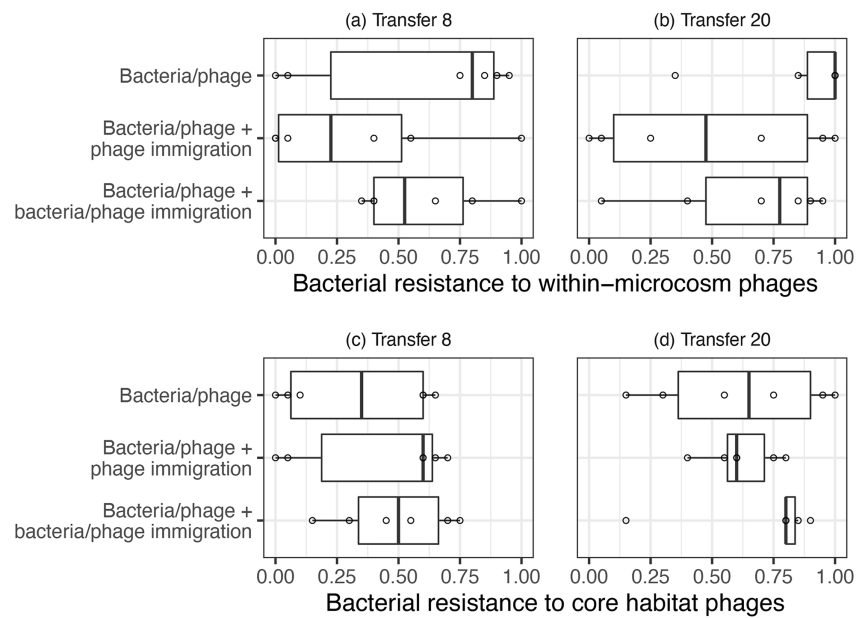 (a) Transfer 8
(b) Transfer 20
Bacteria/phage
Bacteria/phage +
phage immigration
Bacteria/phage +
bacteria/phage immigration
0.00 0.25 0.50 0.75 1.00
0.00 0.25 0.50 0.75 1.00
Bacterial resistance to within−microcosm phages
(c) Transfer 8
(d) Transfer 20
Bacteria/phage
Bacteria/phage +
phage immigration
Bacteria/phage +
bacteria/phage immigration
0.00 0.25 0.50 0.75 1.00
0.00 0.25 0.50 0.75 1.00
Bacterial resistance to core habitat phages